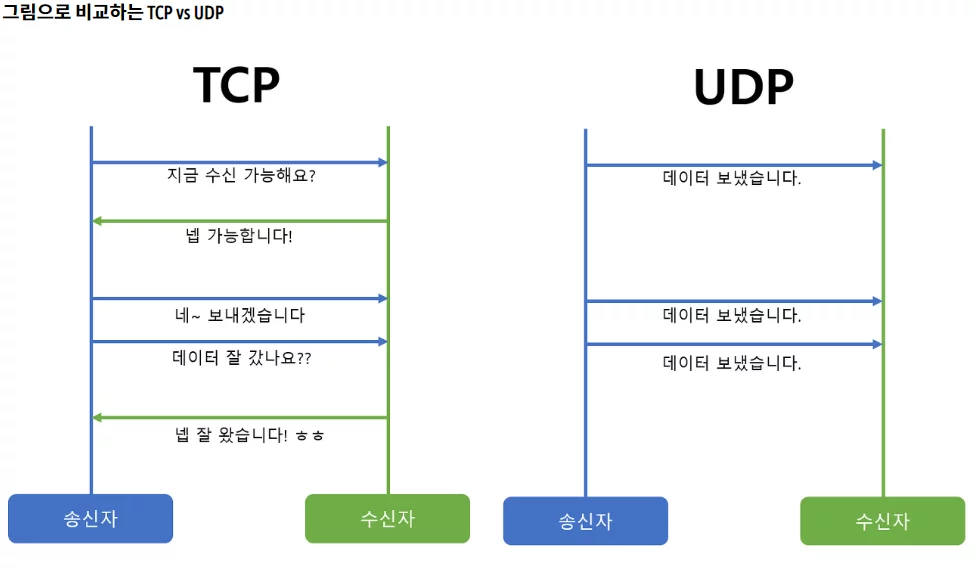 그림으로 비교하는 TCP vs UDP
TCP
지금 수신 가능해요?
넵 가능합니다!
네~ 보내겠습니다
데이터 잘 갔나요??
넵 잘 왔습니다! ㅎㅎ
송신자
수신자
UDP
데이터 보냈습니다.
데이터 보냈습니다.
데이터 보냈습니다.
송신자
수신자